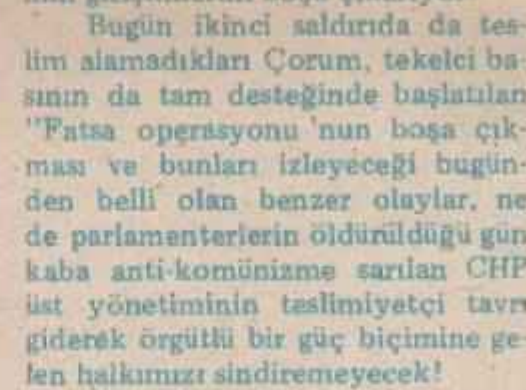 Bugün ikinci saldırıda da tes-
lim alamadıkları Çorum, tekelci ba-
sının da tam desteğinde başlatılan
"Fatsa operasyonu'nun boşa çık-
ması ve bunları izleyeceği bugün-
den belli olan benzer olaylar, ne
de parlamenterlerin öldürüldüğü gün
kaba anti-komünizme sarılan CHP
üst yönetiminin teslimiyetçi tavrı
giderek örgütlü bir güç biçimine ge-
len halkımızı sindiremeyecek!